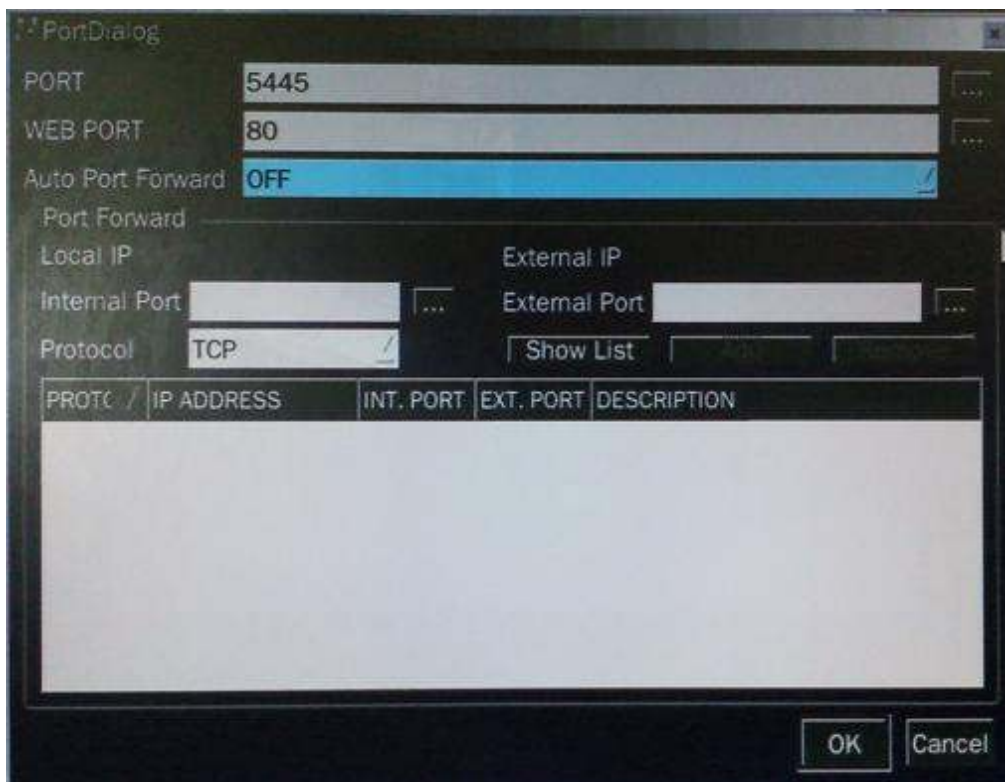 PortDialog
PORT 5445 ...
WEB PORT 80 ...
Auto Port Forward OFF
Port Forward
Local IP External IP
Internal Port ... External Port ...
Protocol TCP Show List Add
PROTO IP ADDRESS INT. PORT EXT. PORT DESCRIPTION
OK Cancel